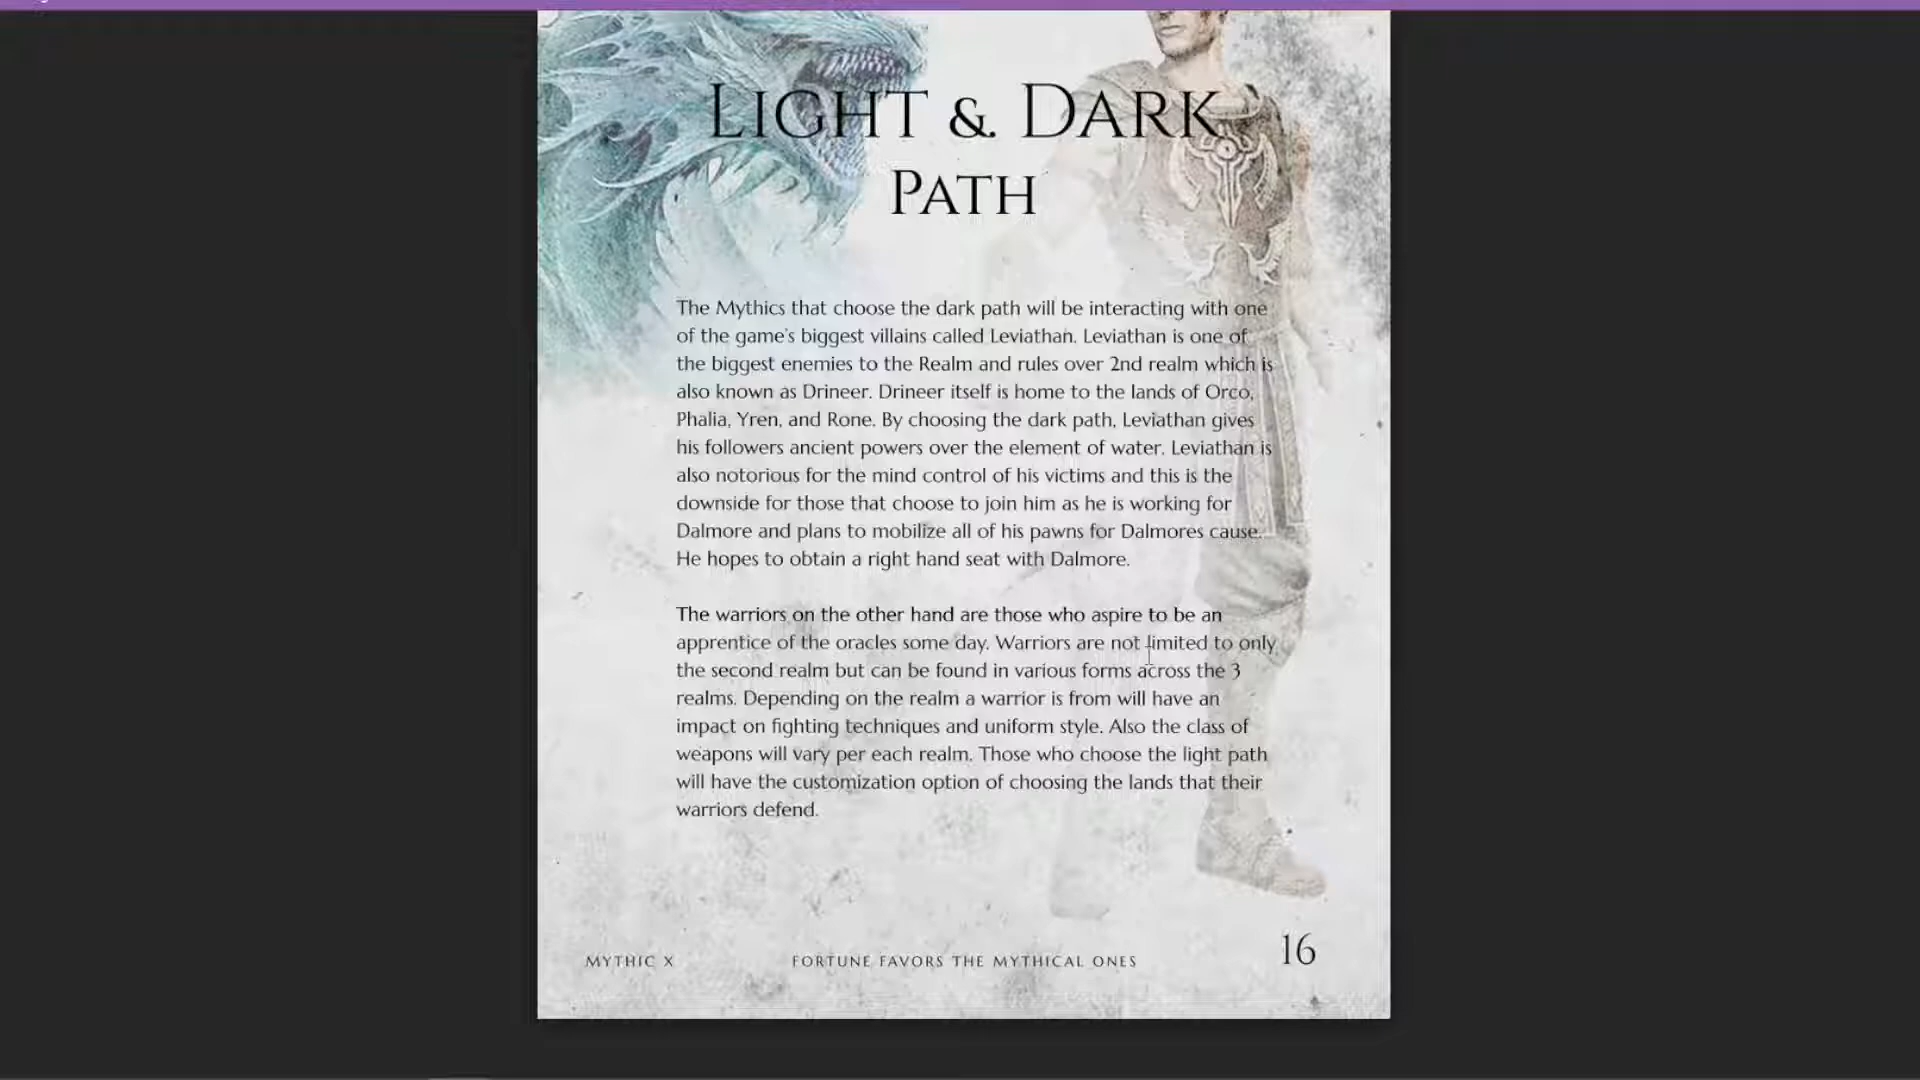 LIGHT & DARK
PATH
The Mythics that choose the dark path will be interacting with one
of the game's biggest villains called Leviathan. Leviathan is one of
the biggest enemies to the Realm and rules over 2nd realm which is
also known as Drineer. Drineer itself is home to the lands of Orco,
Phalia, Yren, and Rone. By choosing the dark path, Leviathan gives
his followers ancient powers over the element of water. Leviathan is
also notorious for the mind control of his victims and this is the
downside for those that choose to join him as he is working for
Dalmore and plans to mobilize all of his pawns for Dalmores cause.
He hopes to obtain a right hand seat with Dalmore.
The warriors on the other hand are those who aspire to be an
apprentice of the oracles some day. Warriors are not limited to only
the second realm but can be found in various forms across the 3
realms. Depending on the realm a warrior is from will have an
impact on fighting techniques and uniform style. Also the class of
weapons will vary per each realm. Those who choose the light path
will have the customization option of choosing the lands that their
warriors defend.
MYTHIC X FORTUNE FAVORS THE MYTHICAL ONES 16